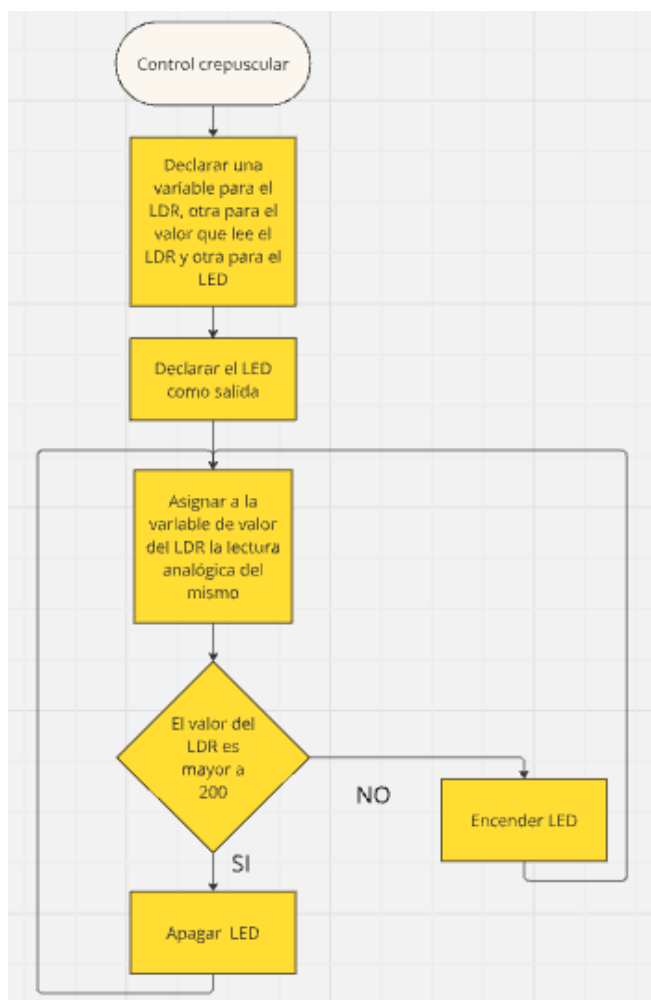 Control crepuscular
Declarar una
variable para el
LDR, otra para el
valor que lee el
LDR y otra para el
LED
Declarar el LED
como salida
Asignar a la
variable de valor
del LDR la lectura
analógica del
mismo
El valor del
LDR es
mayor a
200
NO
Encender LED
SI
Apagar LED